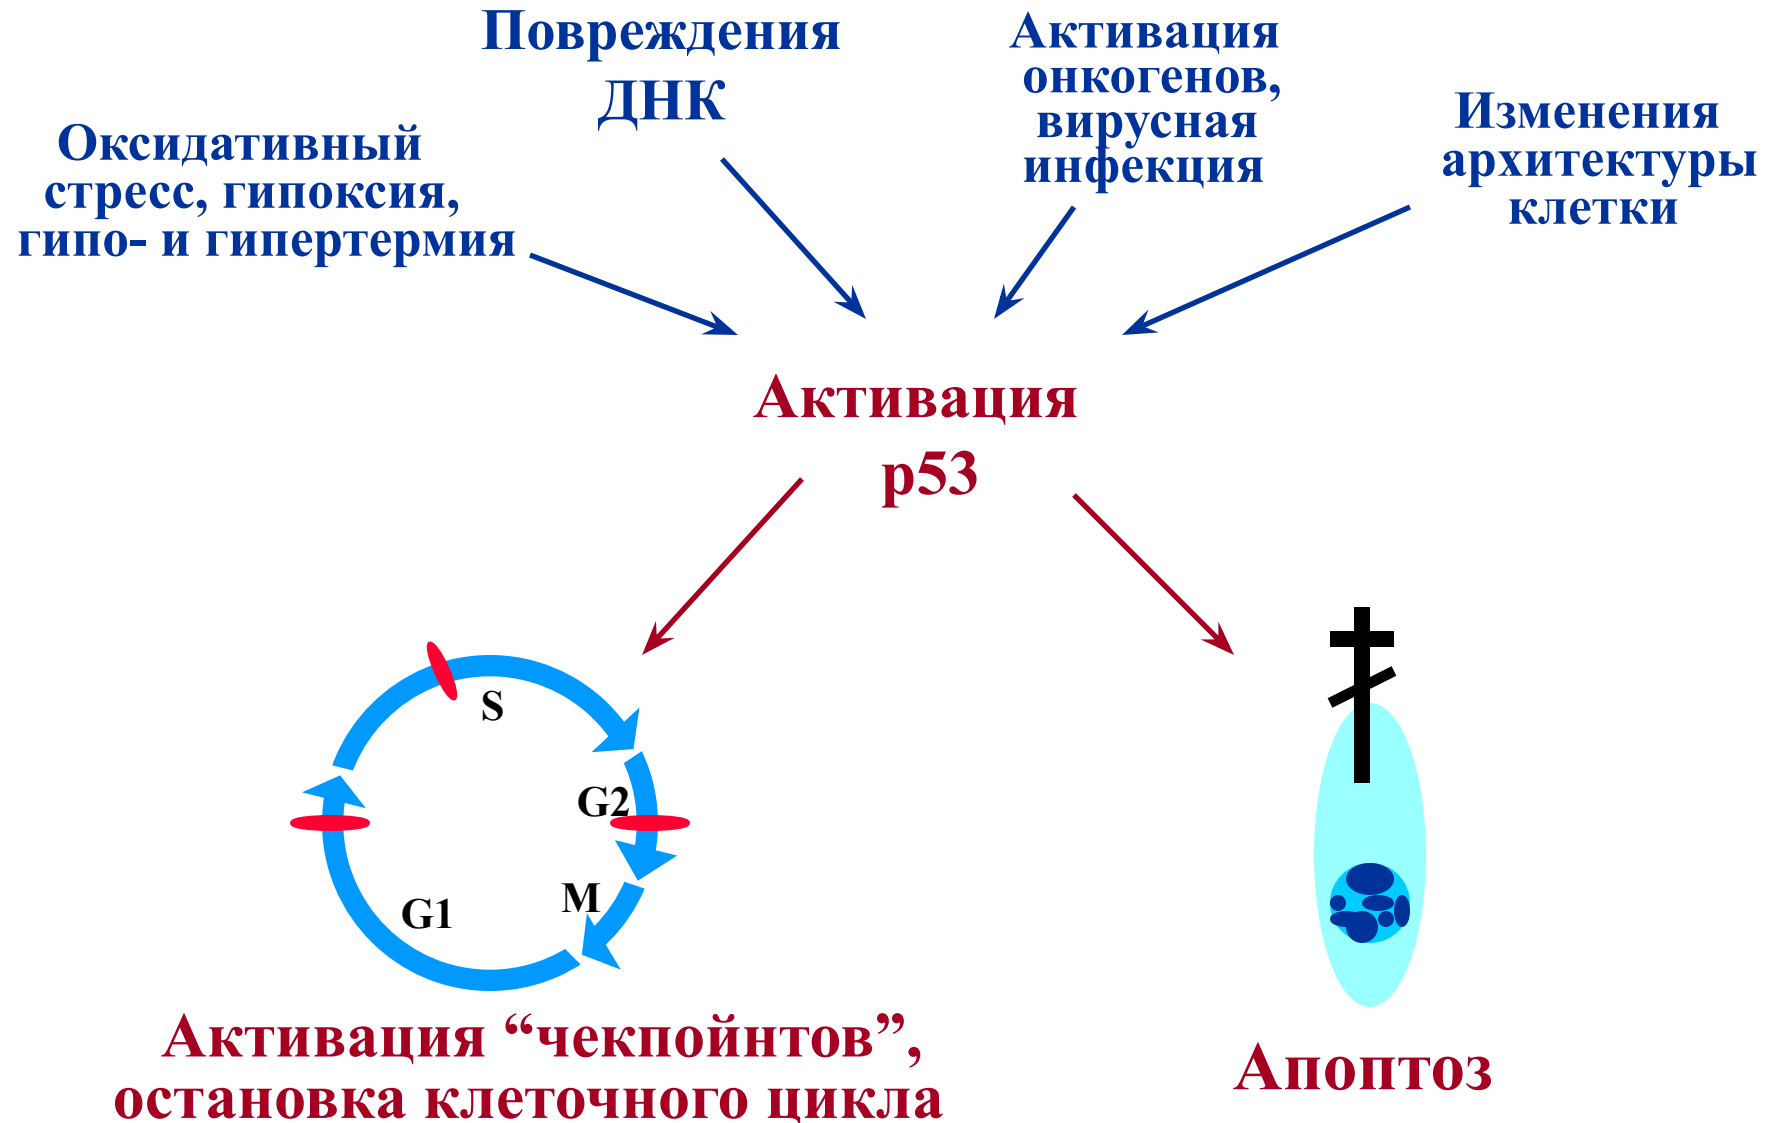 Оксидативный
стресс, гипоксия,
гипо- и гипертермия
Повреждения
ДНК
Активация
онкогенов,
вирусная
инфекция
Изменения
архитектуры
клетки
Активация
р53
S
G2
M
G1
Активация “чекпойнтов”,
остановка клеточного цикла
Апоптоз